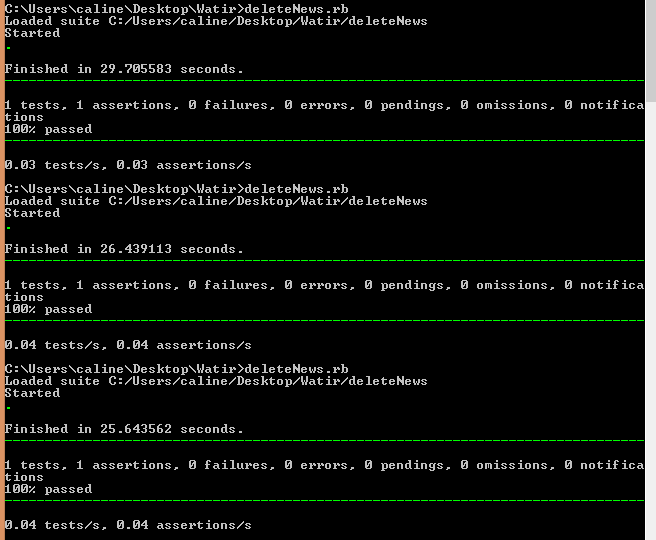 C:\Users\caline\Desktop\Watir>deleteNews.rb
Loaded suite C:/Users/caline/Desktop/Watir/deleteNews
Started
.
Finished in 29.705583 seconds.
--------------------------------------------------------------------------------
1 tests, 1 assertions, 0 failures, 0 errors, 0 pendings, 0 omissions, 0 notifica
tions
100% passed
--------------------------------------------------------------------------------
0.03 tests/s, 0.03 assertions/s
C:\Users\caline\Desktop\Watir>deleteNews.rb
Loaded suite C:/Users/caline/Desktop/Watir/deleteNews
Started
.
Finished in 26.439113 seconds.
--------------------------------------------------------------------------------
1 tests, 1 assertions, 0 failures, 0 errors, 0 pendings, 0 omissions, 0 notifica
tions
100% passed
--------------------------------------------------------------------------------
0.04 tests/s, 0.04 assertions/s
C:\Users\caline\Desktop\Watir>deleteNews.rb
Loaded suite C:/Users/caline/Desktop/Watir/deleteNews
Started
.
Finished in 25.643562 seconds.
--------------------------------------------------------------------------------
1 tests, 1 assertions, 0 failures, 0 errors, 0 pendings, 0 omissions, 0 notifica
tions
100% passed
--------------------------------------------------------------------------------
0.04 tests/s, 0.04 assertions/s